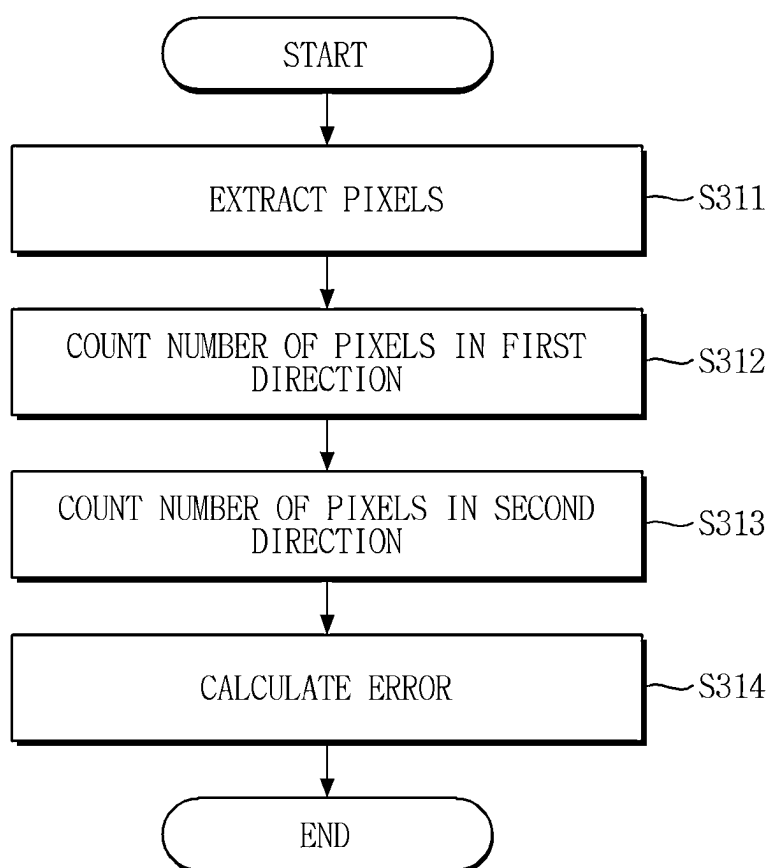 START
EXTRACT PIXELS
S311
COUNT NUMBER OF PIXELS IN FIRST
DIRECTION
S312
COUNT NUMBER OF PIXELS IN SECOND
DIRECTION
S313
CALCULATE ERROR
S314
END